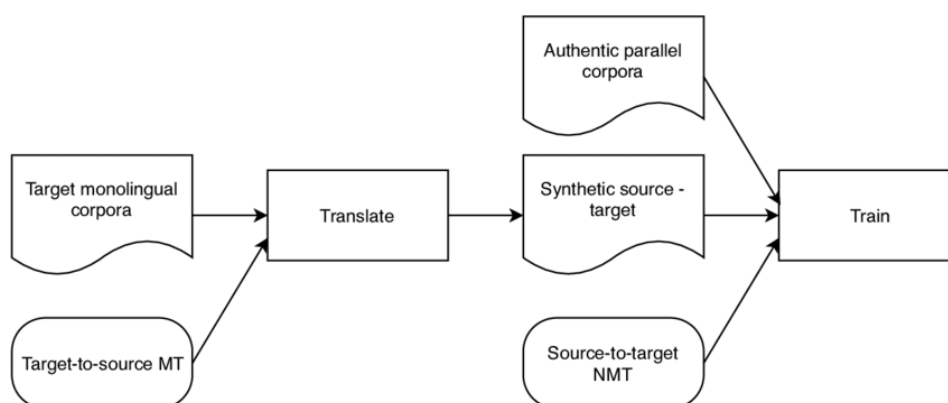 Authentic parallel
corpora
Target monolingual
corpora
Translate
Synthetic source -
target
Train
Target-to-source MT
Source-to-target
NMT